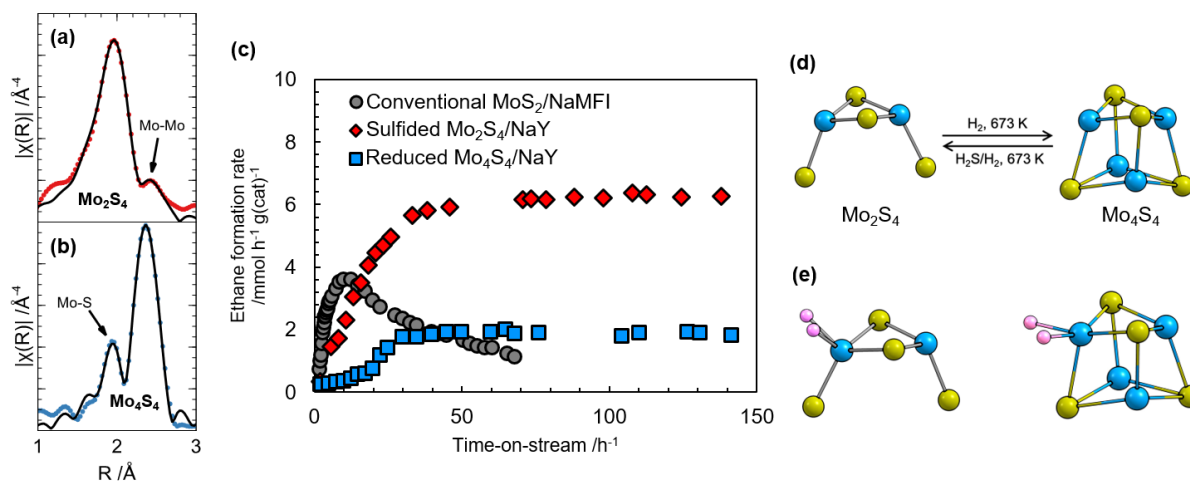 (a)
|χ(R)| /Å⁻⁴
Mo-Mo
Mo₂S₄
(b)
|χ(R)| /Å⁻⁴
Mo-S
Mo₄S₄
1 2 3
R /Å
(c)
Ethane formation rate
/mmol h⁻¹ g(cat)⁻¹
10
8
6
4
2
0
Conventional MoS₂/NaMFI
Sulfided Mo₂S₄/NaY
Reduced Mo₄S₄/NaY
0 50 100 150
Time-on-stream /h⁻¹
(d)
H₂, 673 K
H₂S/H₂, 673 K
Mo₂S₄
Mo₄S₄
(e)